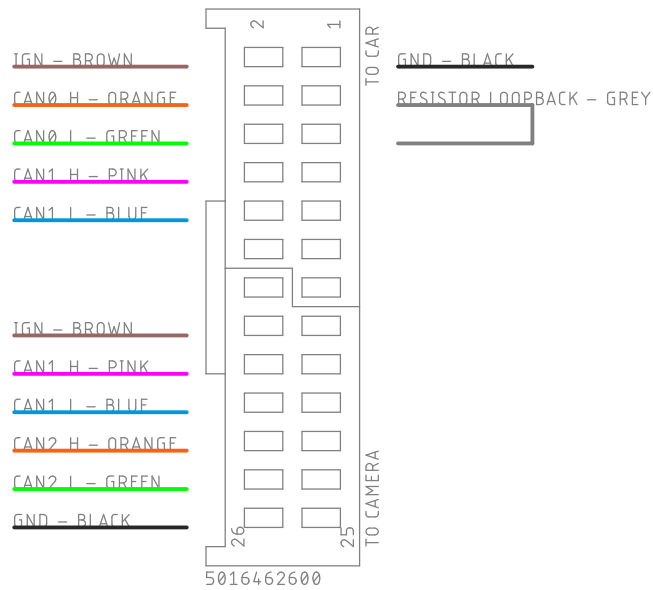 2 1
TO CAR
IGN – BROWN
GND – BLACK
CAN0 H – ORANGE
RESISTOR LOOPBACK – GREY
CAN0 L – GREEN
CAN1 H – PINK
CAN1 L – BLUE
IGN – BROWN
CAN1 H – PINK
CAN1 L – BLUE
CAN2 H – ORANGE
CAN2 L – GREEN
GND – BLACK
TO CAMERA
26 25
5016462600